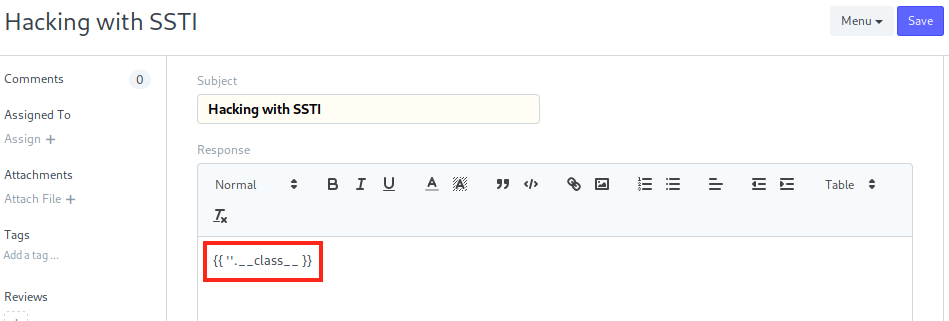 Hacking with SSTI
Menu Save
Comments 0
Assigned To
Assign +
Attachments
Attach File +
Tags
Add a tag ...
Reviews
+
Subject
Hacking with SSTI
Response
Normal B I U A A Table
{{ ''.__class__ }}